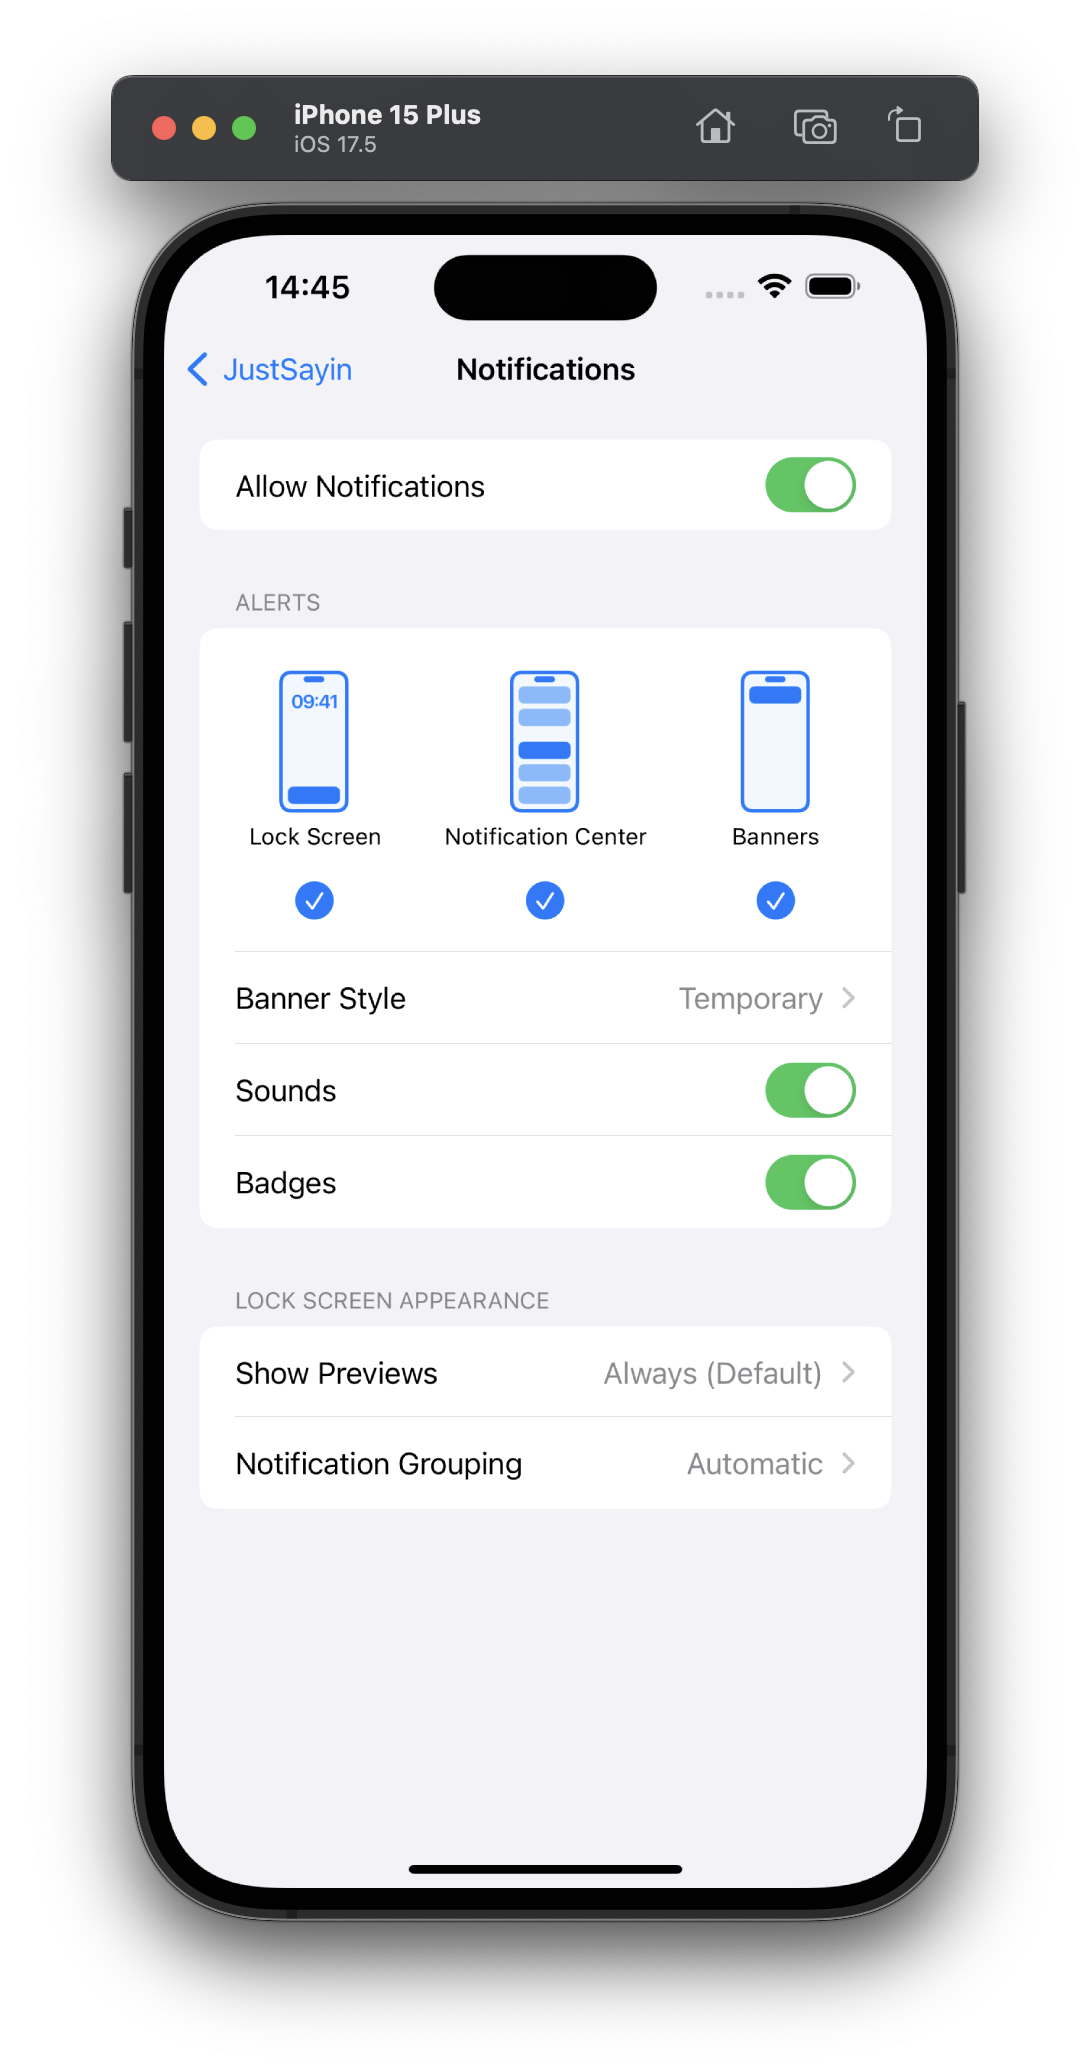 iPhone 15 Plus
iOS 17.5
14:45
JustSayin
Notifications
Allow Notifications
ALERTS
09:41
Lock Screen
Notification Center
Banners
Banner Style
Temporary
Sounds
Badges
LOCK SCREEN APPEARANCE
Show Previews
Always (Default)
Notification Grouping
Automatic